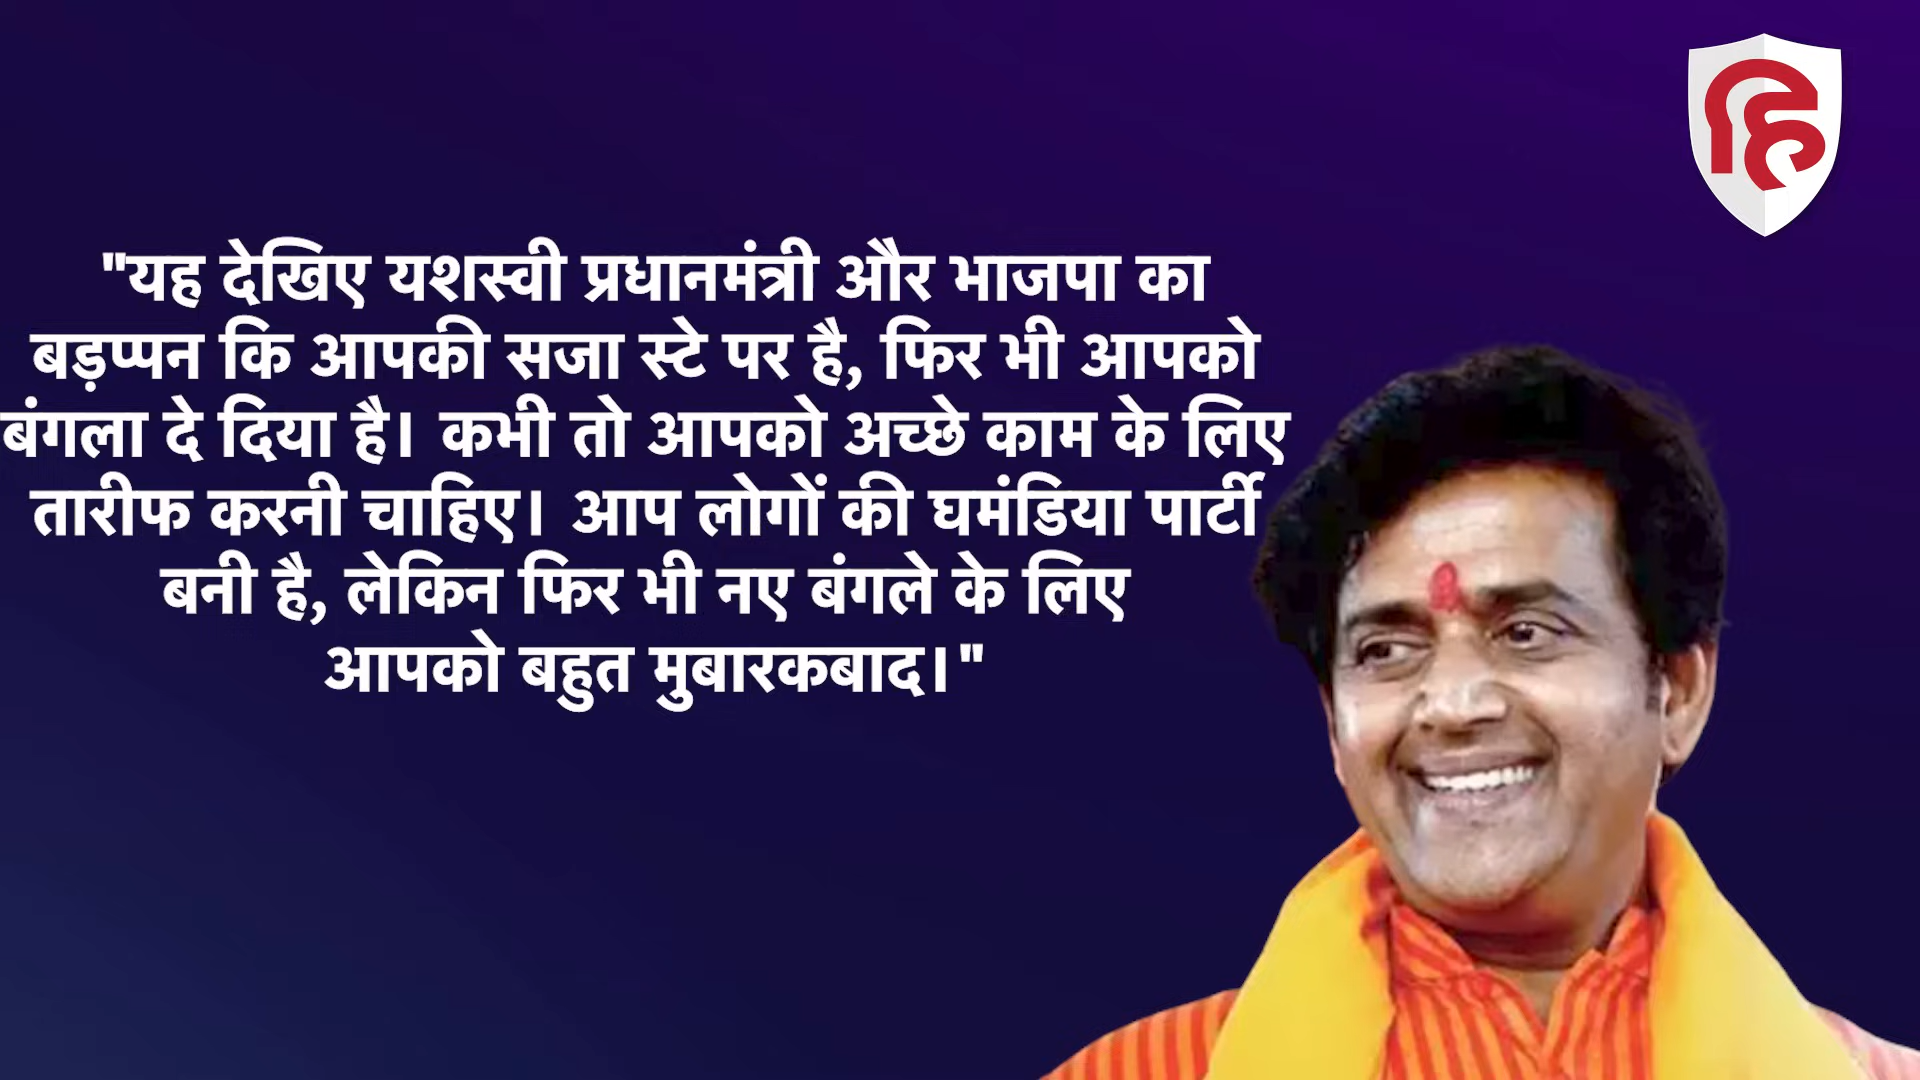 "यह देखिए यशस्वी प्रधानमंत्री और भाजपा का
बड़प्पन कि आपकी सजा स्टे पर है, फिर भी आपको
बंगला दे दिया है। कभी तो आपको अच्छे काम के लिए
तारीफ करनी चाहिए। आप लोगों की घमंडिया पार्टी
बनी है, लेकिन फिर भी नए बंगले के लिए
आपको बहुत मुबारकबाद।"
हि